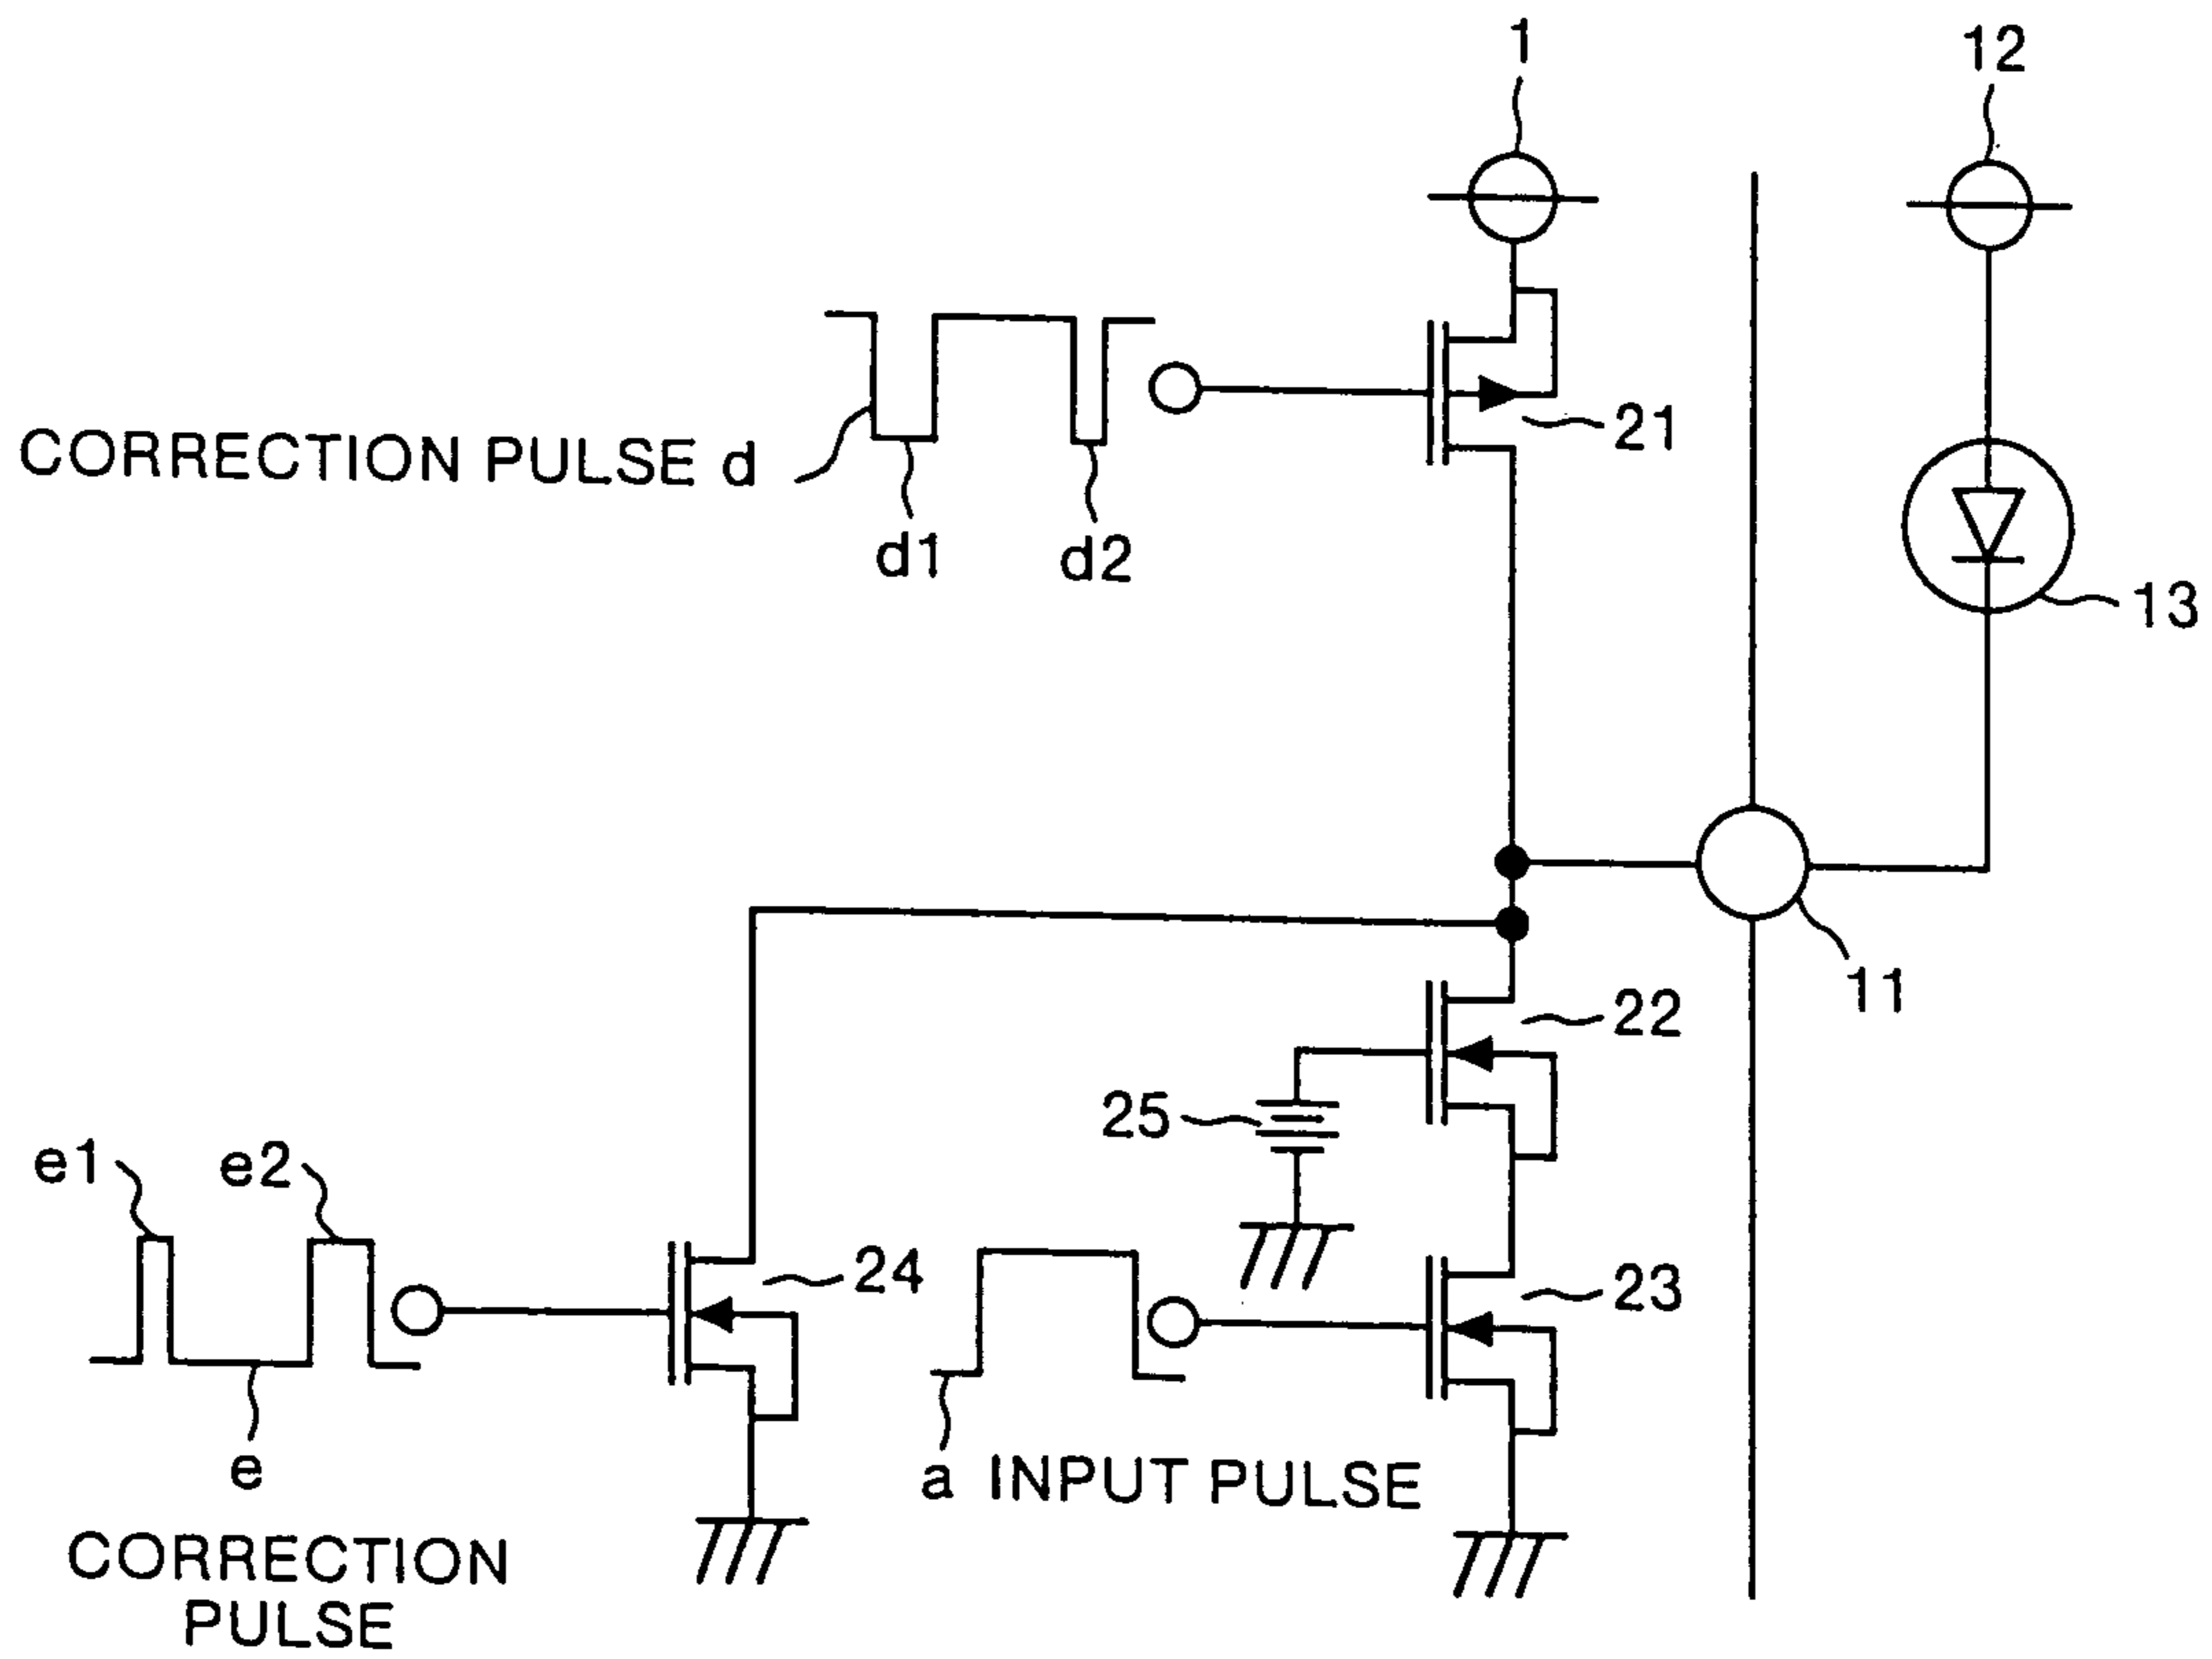 1
12
21
CORRECTION PULSE d
d1
d2
13
11
22
25
e1
e2
24
23
e
a INPUT PULSE
CORRECTION
PULSE